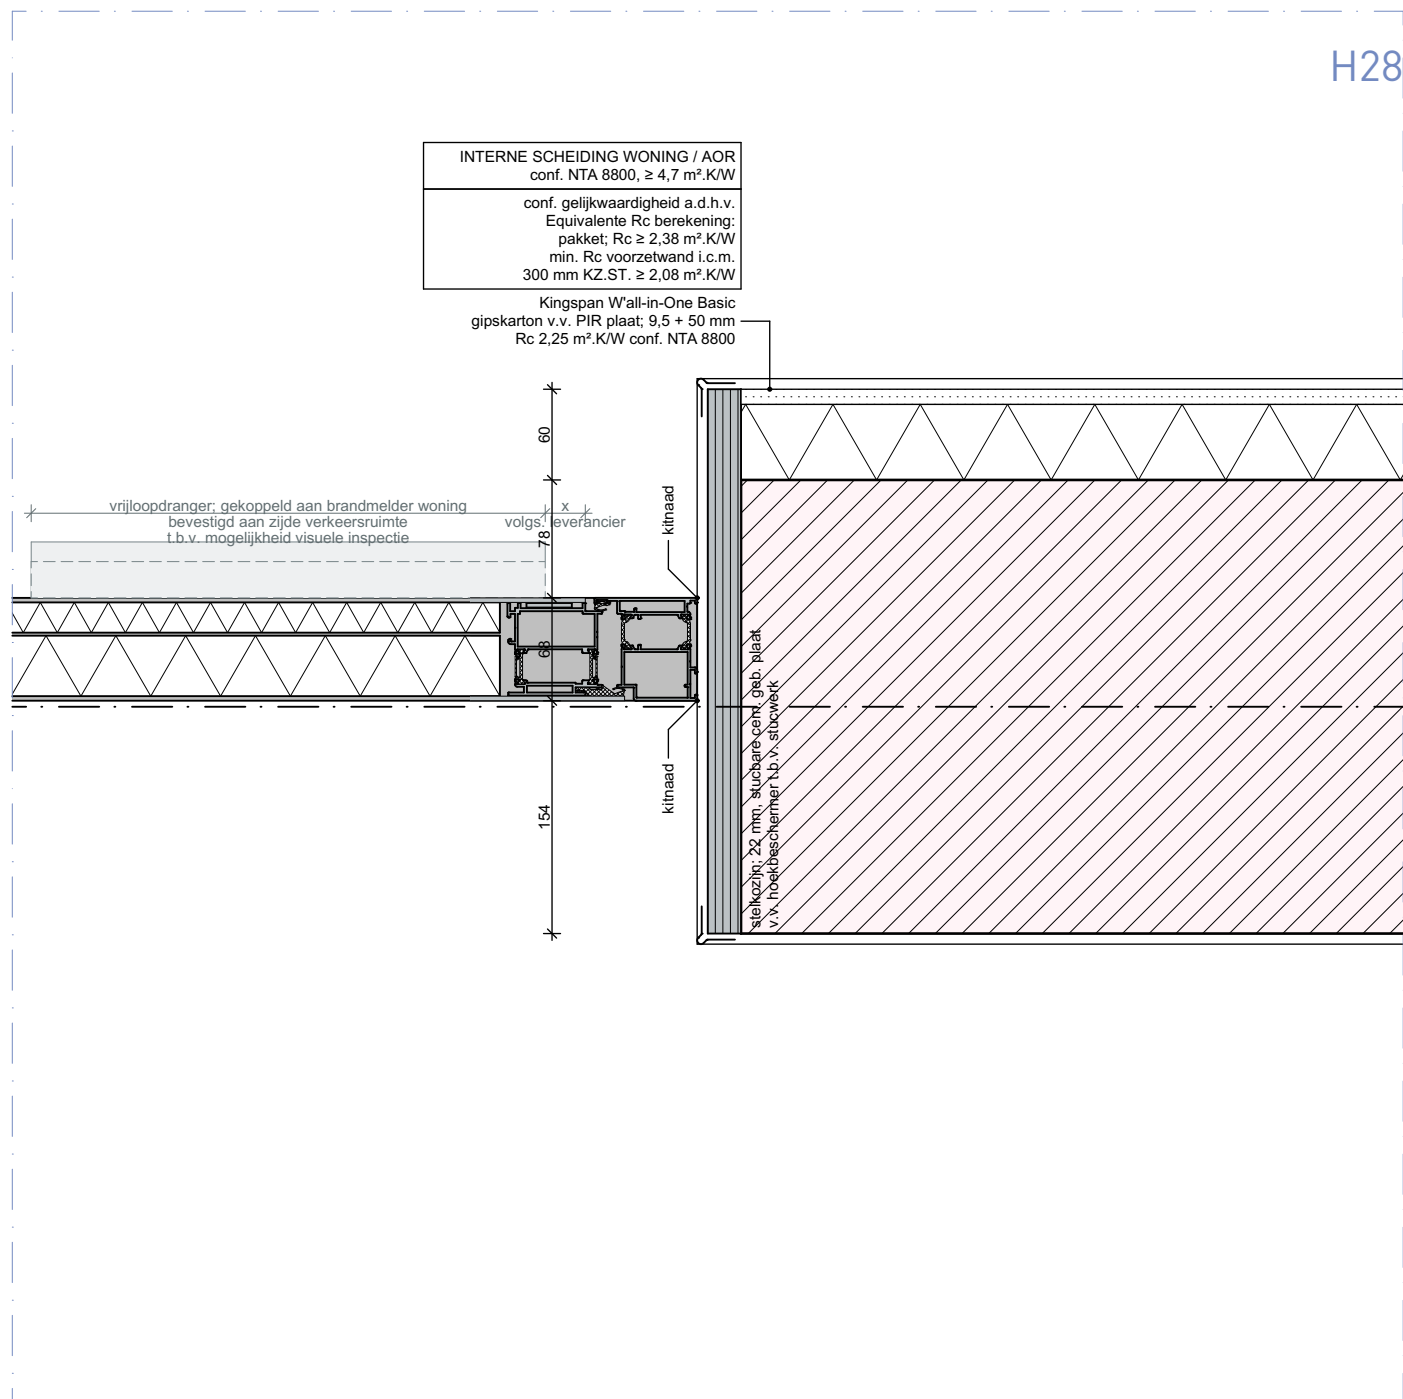 H28
INTERNE SCHEIDING WONING / AOR
conf. NTA 8800, ≥ 4,7 m².K/W
conf. gelijkwaardigheid a.d.h.v.
Equivalente Rc berekening:
pakket; Rc ≥ 2,38 m².K/W
min. Rc voorzetwand i.c.m.
300 mm KZ.ST. ≥ 2,08 m².K/W
Kingspan W'all-in-One Basic
gipskarton v.v. PIR plaat; 9,5 + 50 mm
Rc 2,25 m².K/W conf. NTA 8800
60
vrijloopdranger; gekoppeld aan brandmelder woning
bevestigd aan zijde verkeersruimte
t.b.v. mogelijkheid visuele inspectie
x
volgs. leverancier
78
kitnaad
68
stelkozijn; 22 mm, stucbare cem. geb. plaat
v.v. hoekbeschermer t.b.v. stucwerk
kitnaad
154